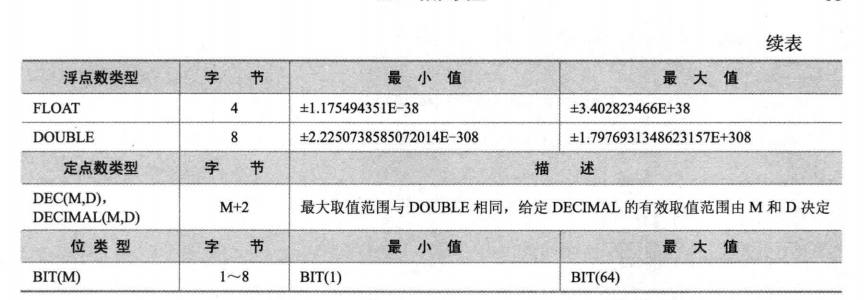 续表
浮点数类型 字 节 最 小 值 最 大 值
FLOAT 4 ±1.175494351E-38 ±3.402823466E+38
DOUBLE 8 ±2.2250738585072014E-308 ±1.7976931348623157E+308
定点数类型 字 节 描 述
DEC(M,D),
DECIMAL(M,D) M+2 最大取值范围与 DOUBLE 相同，给定 DECIMAL 的有效取值范围由 M 和 D 决定
位 类 型 字 节 最 小 值 最 大 值
BIT(M) 1～8 BIT(1) BIT(64)